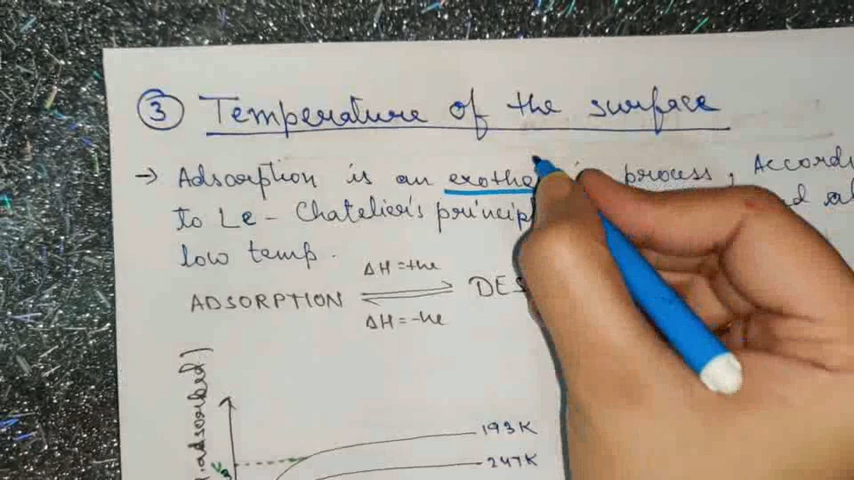 3 Temperature of the surface
→ Adsorption is an exothe process, Accordi
to Le-Chatelier's princip
low temp.
ΔH=+ve
ADSORPTION ⇌ DES
ΔH=-ve
adsorbed)
193K
247K